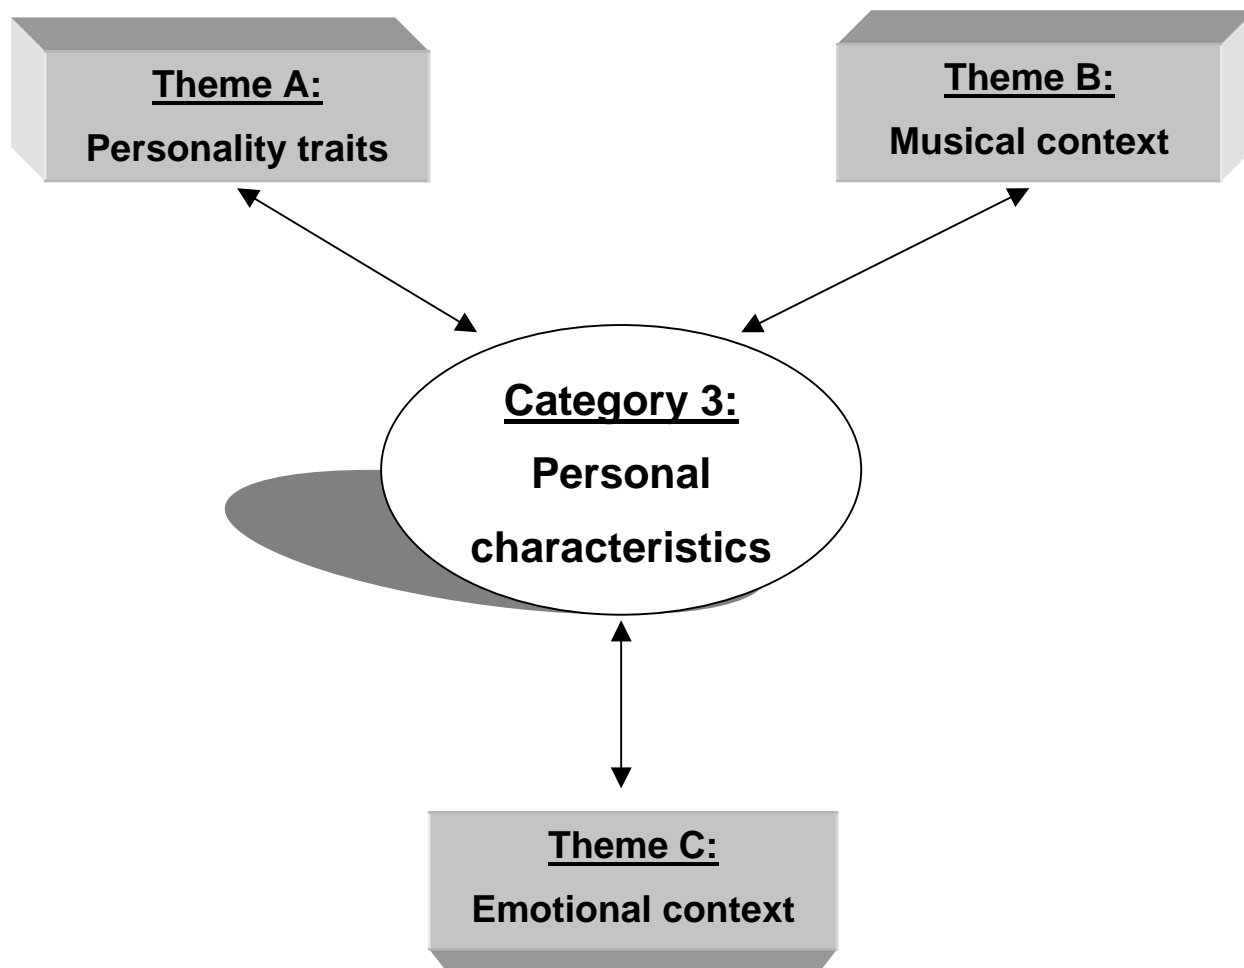 Theme A:
Personality traits
Theme B:
Musical context
Category 3:
Personal
characteristics
Theme C:
Emotional context